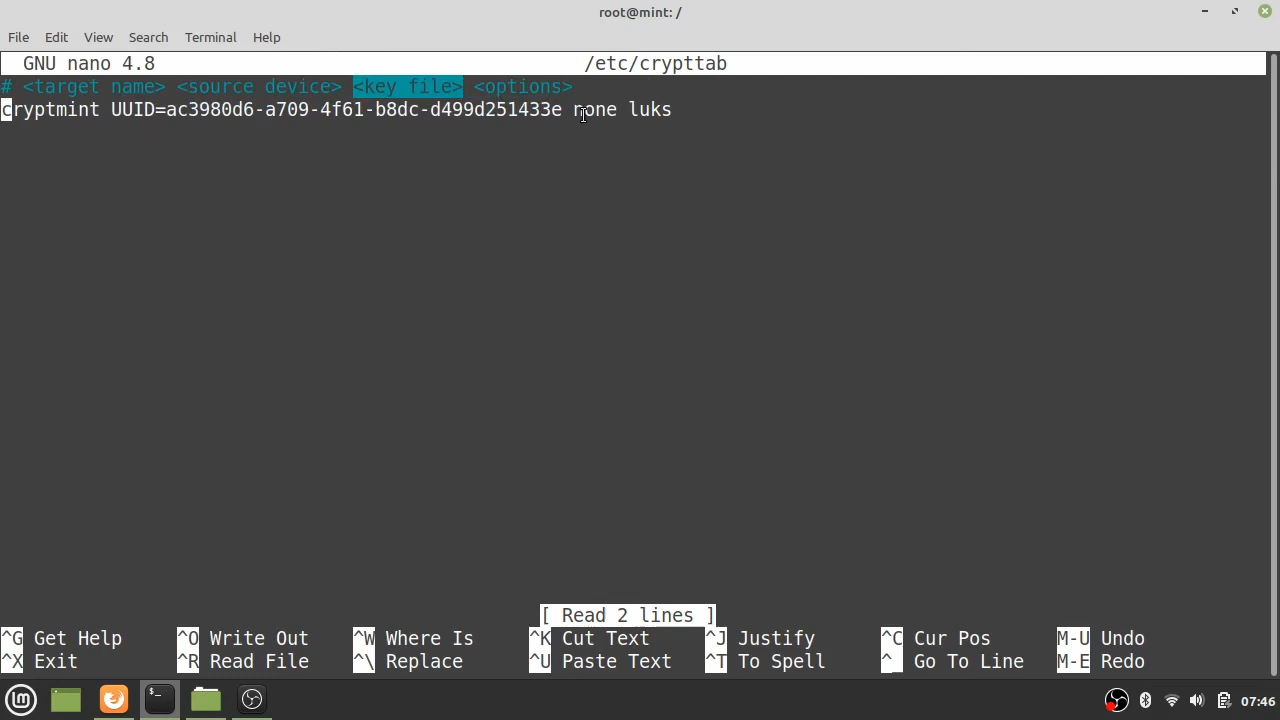 root@mint: /
File Edit View Search Terminal Help
GNU nano 4.8 /etc/crypttab
# <target name> <source device> <key file> <options>
cryptmint UUID=ac3980d6-a709-4f61-b8dc-d499d251433e none luks
[ Read 2 lines ]
^G Get Help ^O Write Out ^W Where Is ^K Cut Text ^J Justify ^C Cur Pos M-U Undo
^X Exit ^R Read File ^\ Replace ^U Paste Text ^T To Spell ^_ Go To Line M-E Redo
07:46